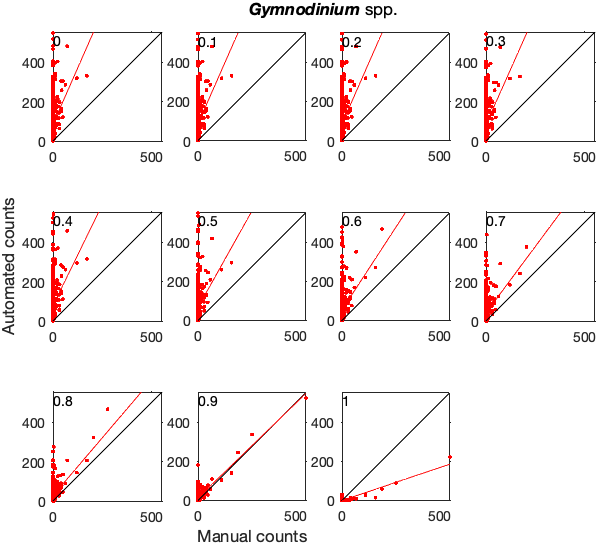 Gymnodinium spp.
0 0.1 0.2 0.3
400 400 400 400
200 200 200 200
0 0 0 0
0 500 0 500 0 500 0 500
0.4 0.5 0.6 0.7
400 400 400 400
200 200 200 200
0 0 0 0
0 500 0 500 0 500 0 500
Automated counts
0.8 0.9 1
400 400 400
200 200 200
0 0 0
0 500 0 500 0 500
Manual counts